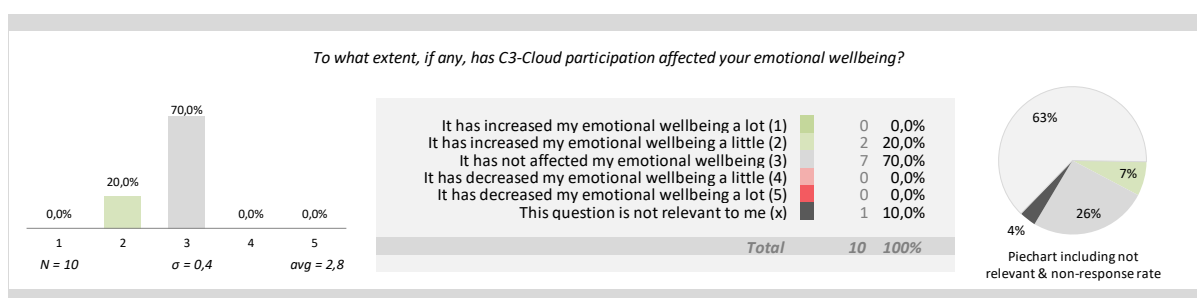 To what extent, if any, has C3-Cloud participation affected your emotional wellbeing?
70,0%
20,0%
0,0%
0,0%
0,0%
1 2 3 4 5
N = 10 σ = 0,4 avg = 2,8
It has increased my emotional wellbeing a lot (1) 0 0,0%
It has increased my emotional wellbeing a little (2) 2 20,0%
It has not affected my emotional wellbeing (3) 7 70,0%
It has decreased my emotional wellbeing a little (4) 0 0,0%
It has decreased my emotional wellbeing a lot (5) 0 0,0%
This question is not relevant to me (x) 1 10,0%
Total 10 100%
63%
7%
26%
4%
Piechart including not
relevant & non-response rate